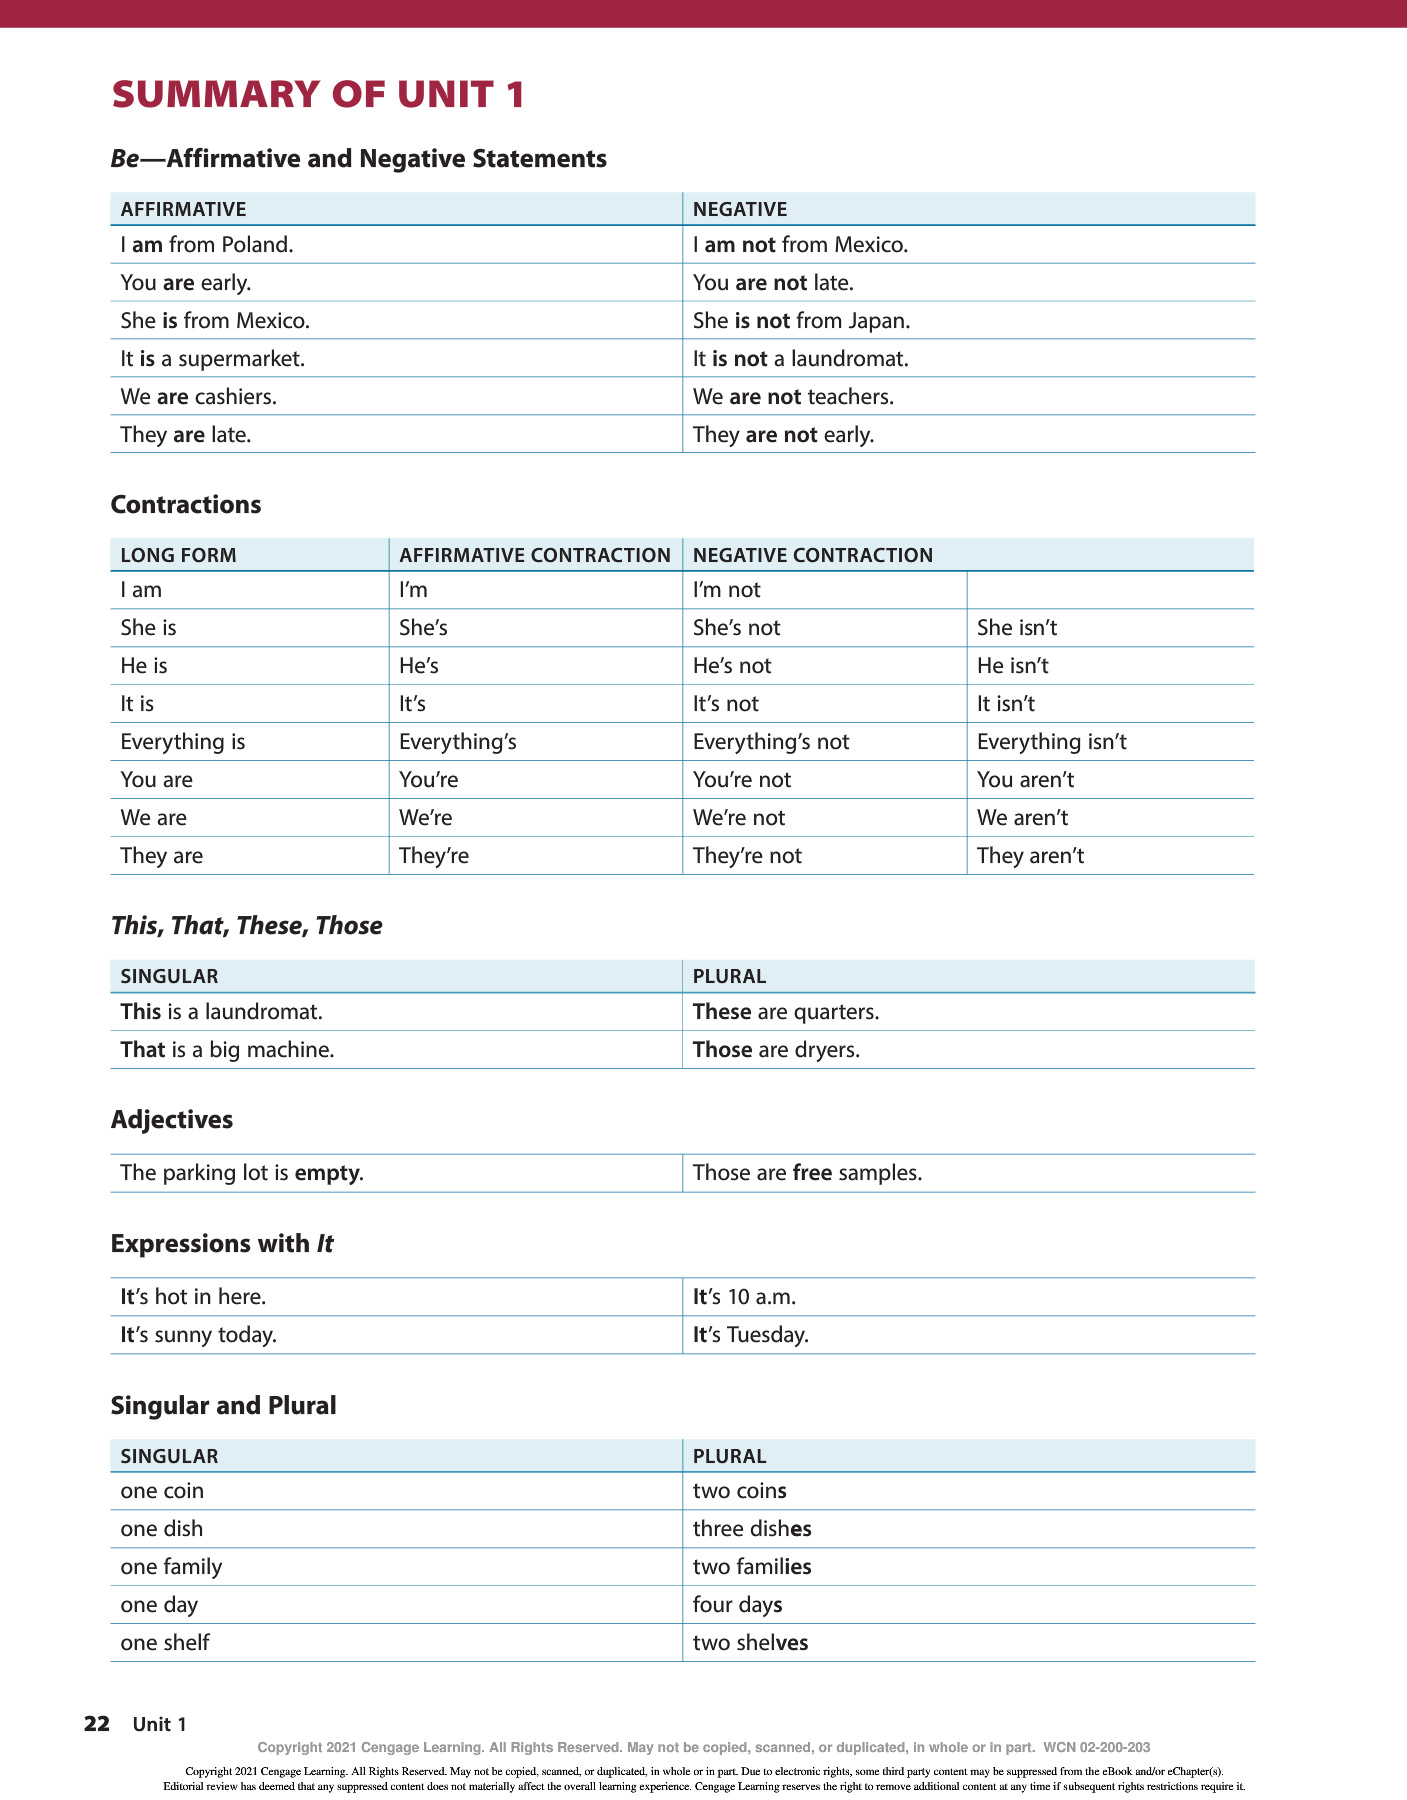 SUMMARY OF UNIT 1
Be—Affirmative and Negative Statements
AFFIRMATIVE NEGATIVE
I am from Poland. I am not from Mexico.
You are early. You are not late.
She is from Mexico. She is not from Japan.
It is a supermarket. It is not a laundromat.
We are cashiers. We are not teachers.
They are late. They are not early.
Contractions
LONG FORM AFFIRMATIVE CONTRACTION NEGATIVE CONTRACTION
I am I’m I’m not
She is She’s She’s not She isn’t
He is He’s He’s not He isn’t
It is It’s It’s not It isn’t
Everything is Everything’s Everything’s not Everything isn’t
You are You’re You’re not You aren’t
We are We’re We’re not We aren’t
They are They’re They’re not They aren’t
This, That, These, Those
SINGULAR PLURAL
This is a laundromat. These are quarters.
That is a big machine. Those are dryers.
Adjectives
The parking lot is empty. Those are free samples.
Expressions with It
It’s hot in here. It’s 10 a.m.
It’s sunny today. It’s Tuesday.
Singular and Plural
SINGULAR PLURAL
one coin two coins
one dish three dishes
one family two families
one day four days
one shelf two shelves
22 Unit 1
Copyright 2021 Cengage Learning. All Rights Reserved. May not be copied, scanned, or duplicated, in whole or in part. WCN 02-200-203
Copyright 2021 Cengage Learning. All Rights Reserved. May not be copied, scanned, or duplicated, in whole or in part. Due to electronic rights, some third party content may be suppressed from the eBook and/or eChapter(s).
Editorial review has deemed that any suppressed content does not materially affect the overall learning experience. Cengage Learning reserves the right to remove additional content at any time if subsequent rights restrictions require it.